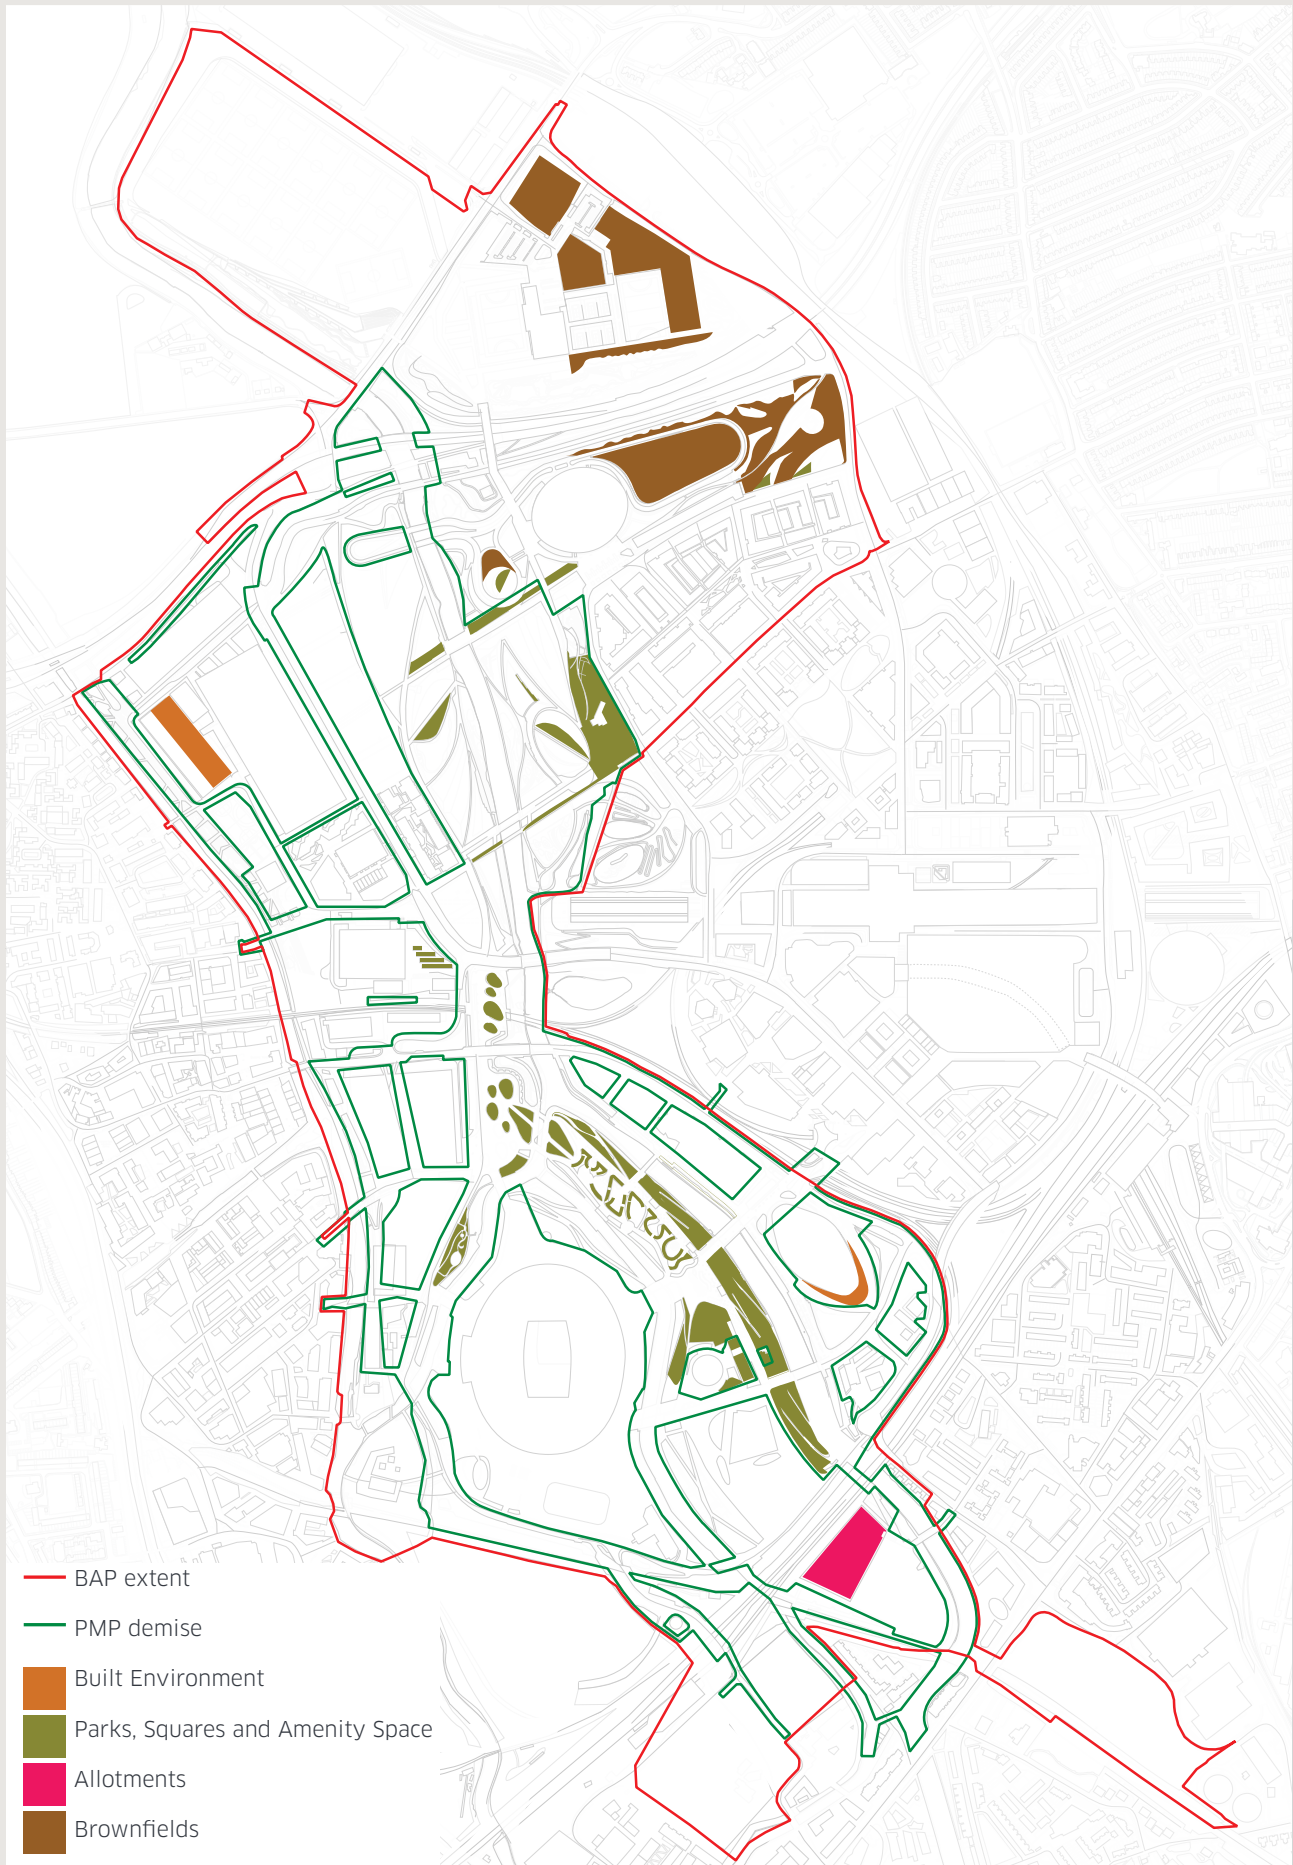 BAP extent
PMP demise
Built Environment
Parks, Squares and Amenity Space
Allotments
Brownfields